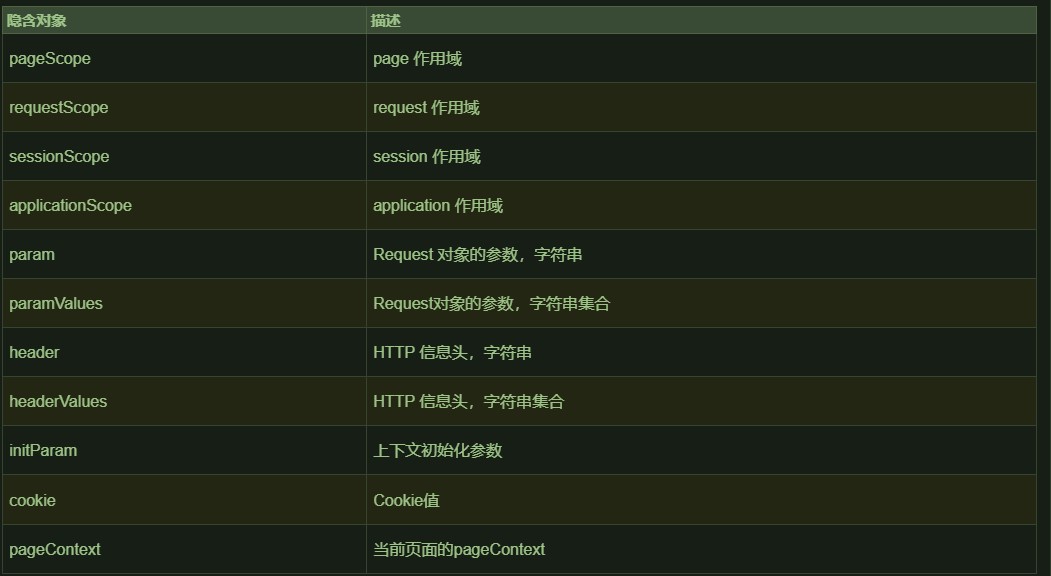 隐含对象 描述
pageScope page 作用域
requestScope request 作用域
sessionScope session 作用域
applicationScope application 作用域
param Request 对象的参数，字符串
paramValues Request对象的参数，字符串集合
header HTTP 信息头，字符串
headerValues HTTP 信息头，字符串集合
initParam 上下文初始化参数
cookie Cookie值
pageContext 当前页面的pageContext